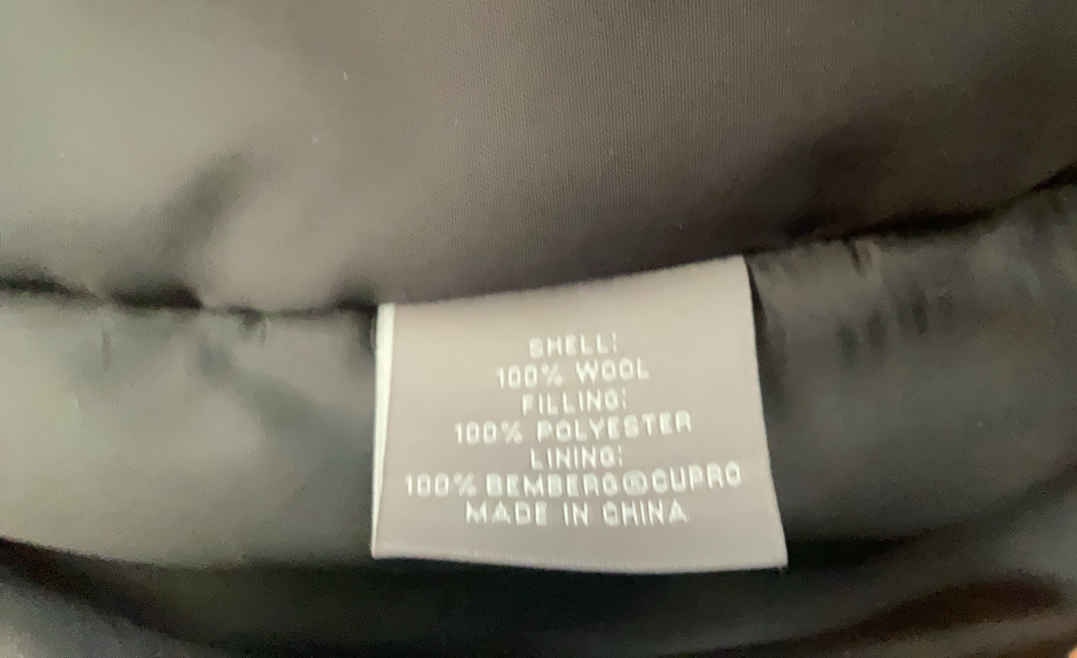 SHELL:
100% WOOL
FILLING:
100% POLYESTER
LINING:
100% BEMBERG®CUPRO
MADE IN CHINA